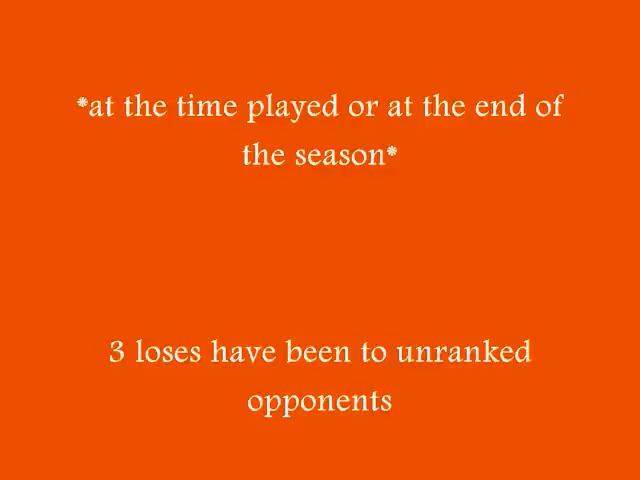 *at the time played or at the end of
the season*
3 loses have been to unranked
opponents